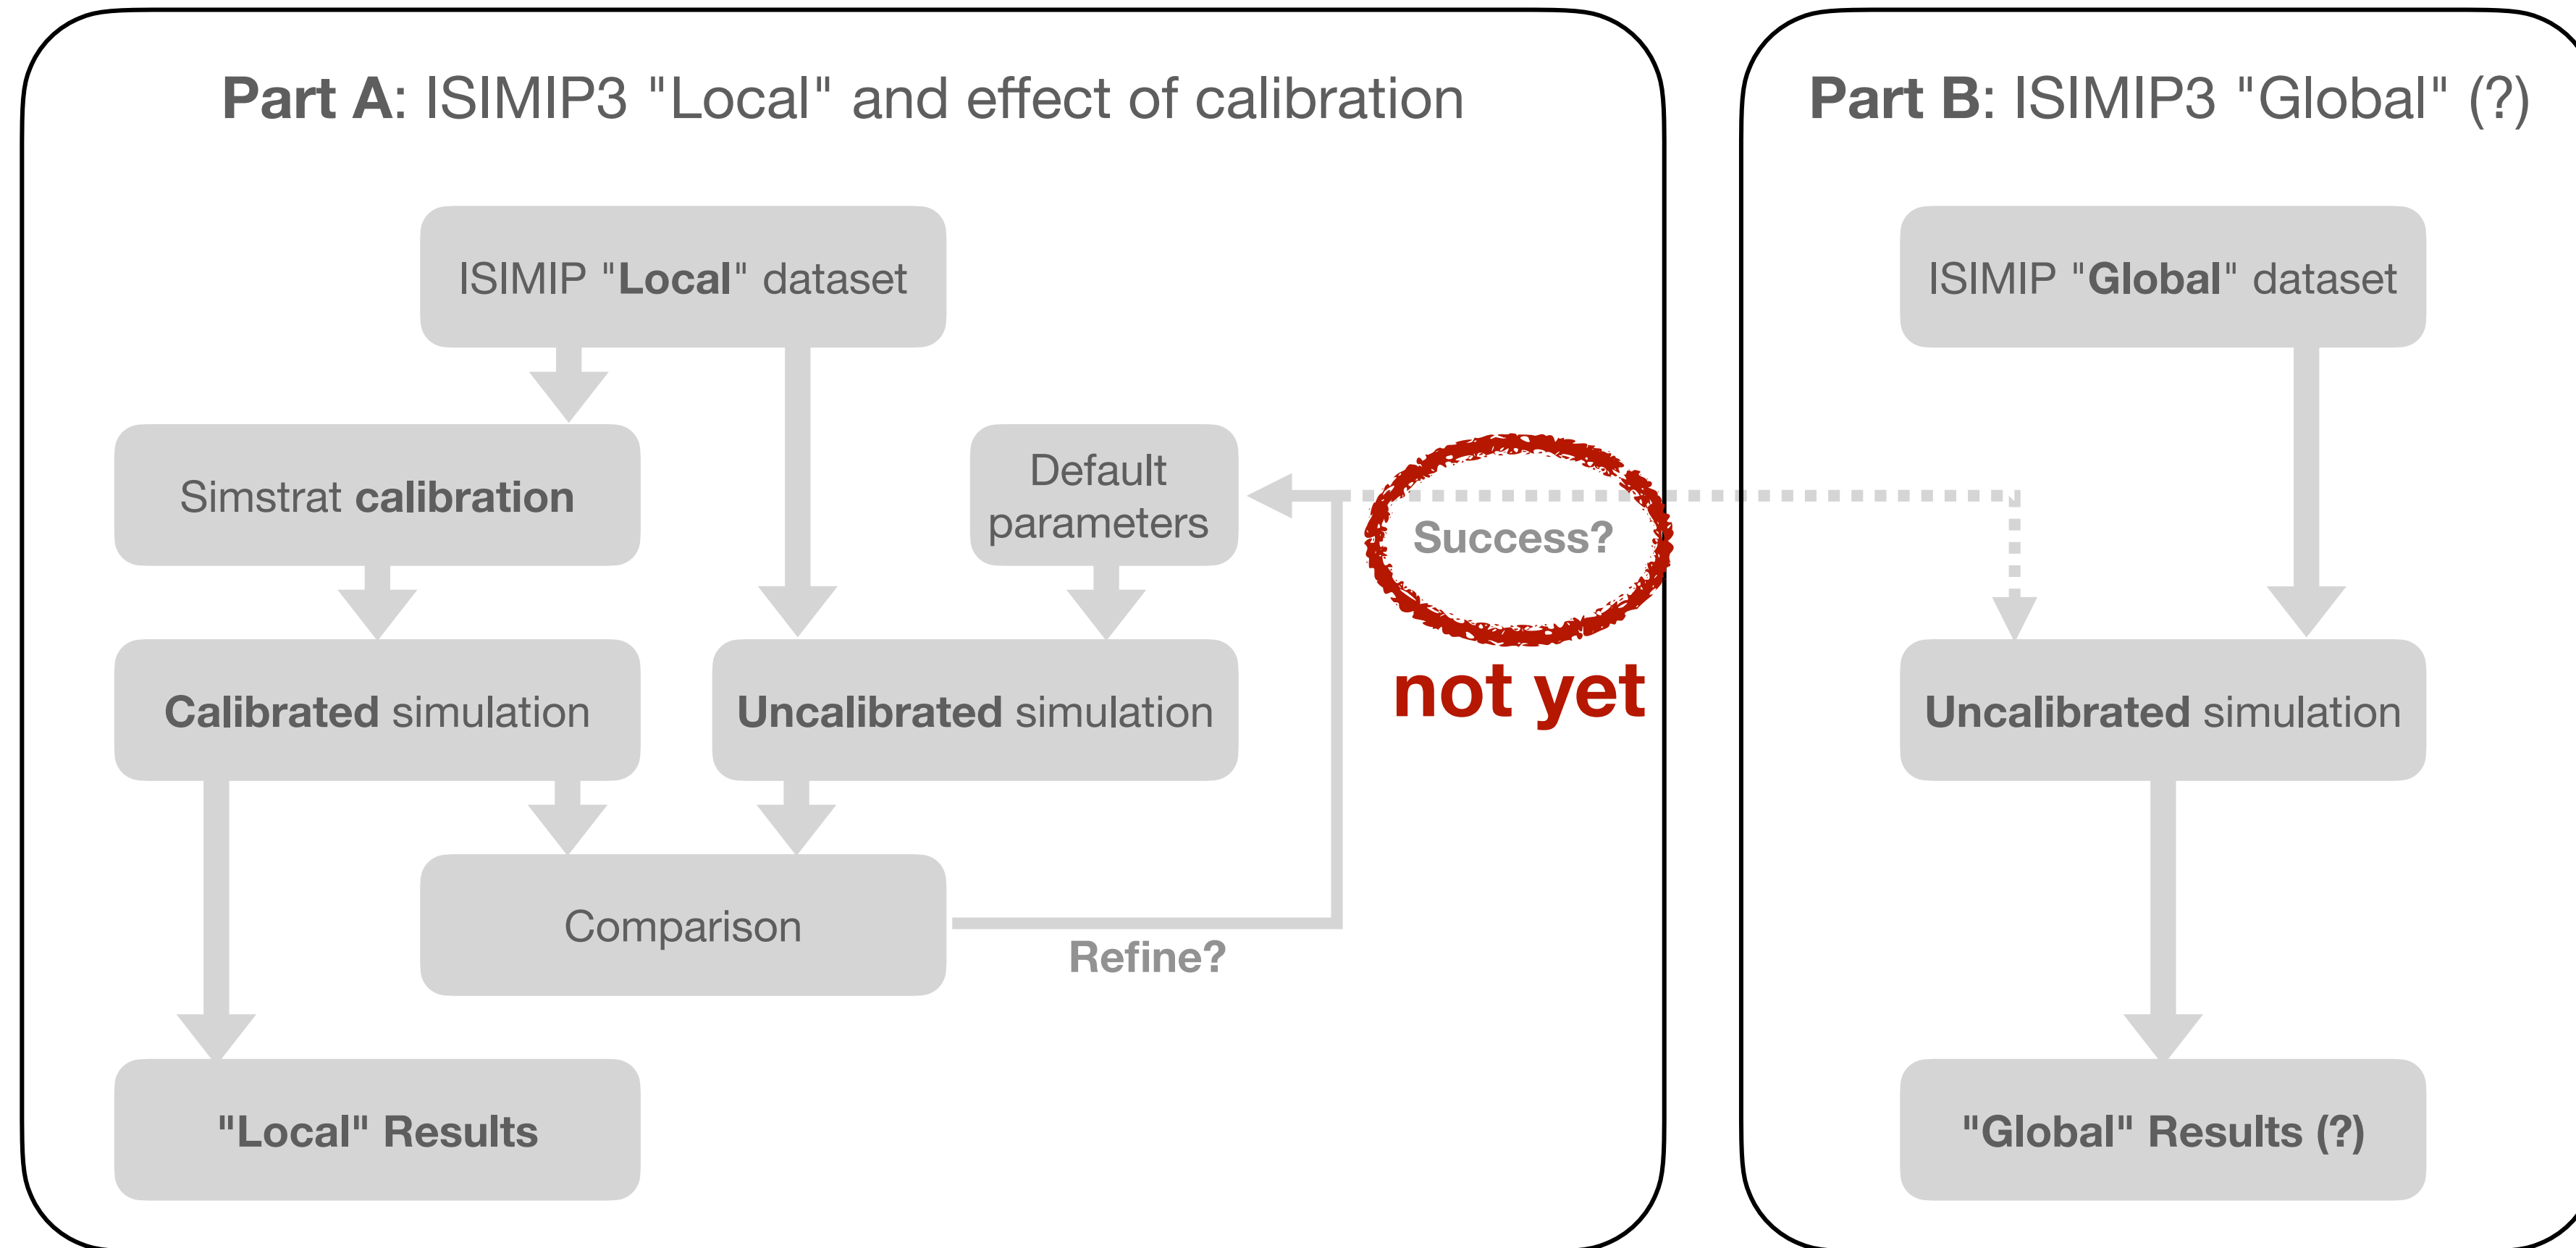 Part A: ISIMIP3 "Local" and effect of calibration
ISIMIP "Local" dataset
Simstrat calibration
Default
parameters
Success?
not yet
Calibrated simulation
Uncalibrated simulation
Comparison
Refine?
"Local" Results
Part B: ISIMIP3 "Global" (?)
ISIMIP "Global" dataset
Uncalibrated simulation
"Global" Results (?)